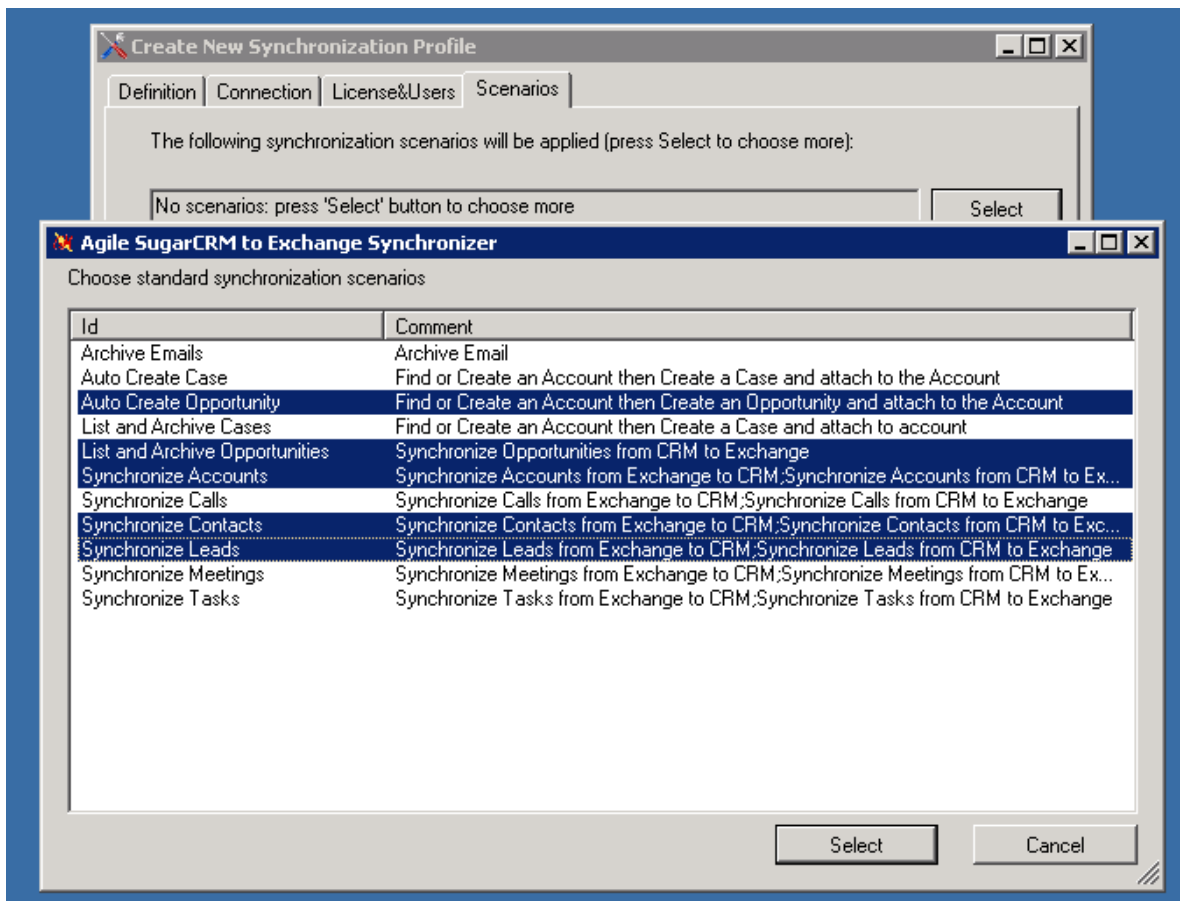 Create New Synchronization Profile
Definition Connection License&Users Scenarios
The following synchronization scenarios will be applied (press Select to choose more):
No scenarios: press 'Select' button to choose more Select
Agile SugarCRM to Exchange Synchronizer
Choose standard synchronization scenarios
Id Comment
Archive Emails Archive Email
Auto Create Case Find or Create an Account then Create a Case and attach to the Account
Auto Create Opportunity Find or Create an Account then Create an Opportunity and attach to the Account
List and Archive Cases Find or Create an Account then Create a Case and attach to account
List and Archive Opportunities Synchronize Opportunities from CRM to Exchange
Synchronize Accounts Synchronize Accounts from Exchange to CRM;Synchronize Accounts from CRM to Ex...
Synchronize Calls Synchronize Calls from Exchange to CRM;Synchronize Calls from CRM to Exchange
Synchronize Contacts Synchronize Contacts from Exchange to CRM;Synchronize Contacts from CRM to Exc...
Synchronize Leads Synchronize Leads from Exchange to CRM;Synchronize Leads from CRM to Exchange
Synchronize Meetings Synchronize Meetings from Exchange to CRM;Synchronize Meetings from CRM to Ex...
Synchronize Tasks Synchronize Tasks from Exchange to CRM;Synchronize Tasks from CRM to Exchange
Select Cancel